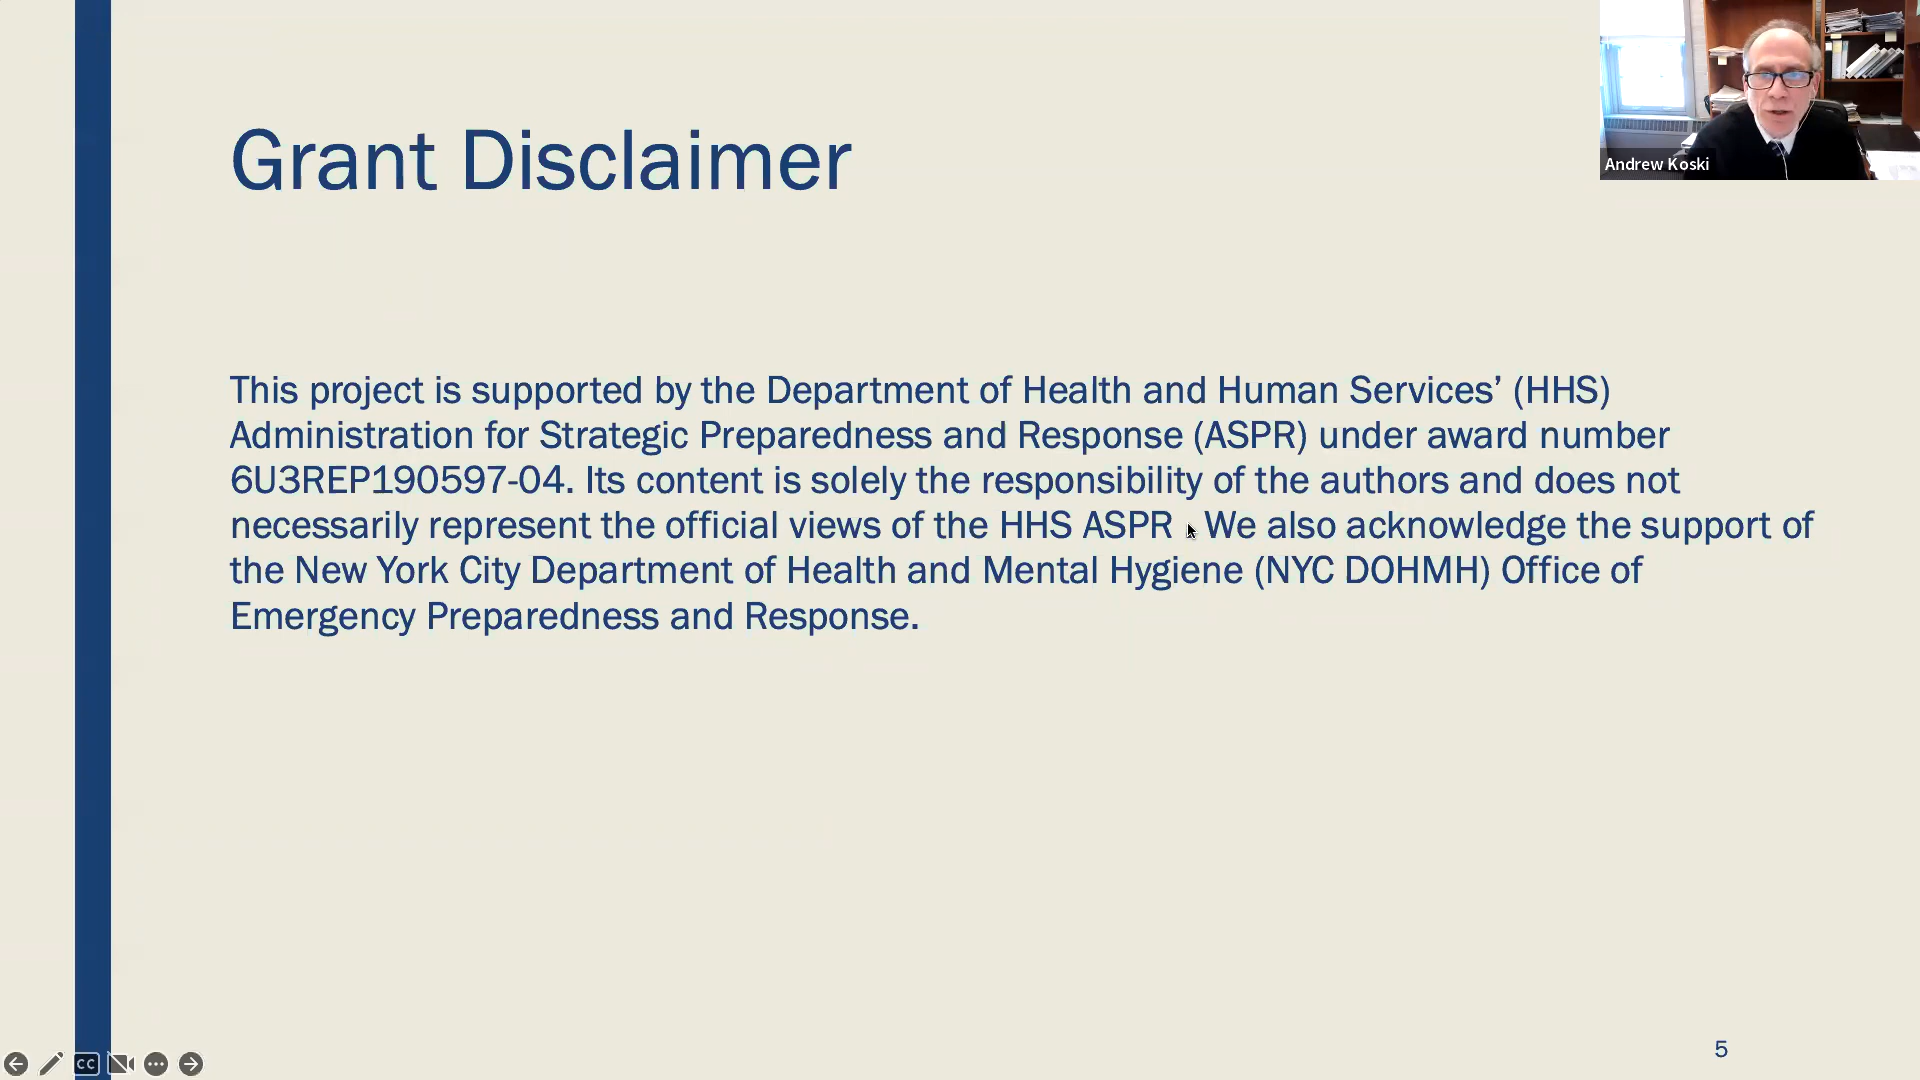 Grant Disclaimer
Andrew Koski
This project is supported by the Department of Health and Human Services’ (HHS)
Administration for Strategic Preparedness and Response (ASPR) under award number
6U3REP190597-04. Its content is solely the responsibility of the authors and does not
necessarily represent the official views of the HHS ASPR . We also acknowledge the support of
the New York City Department of Health and Mental Hygiene (NYC DOHMH) Office of
Emergency Preparedness and Response.
CC
5